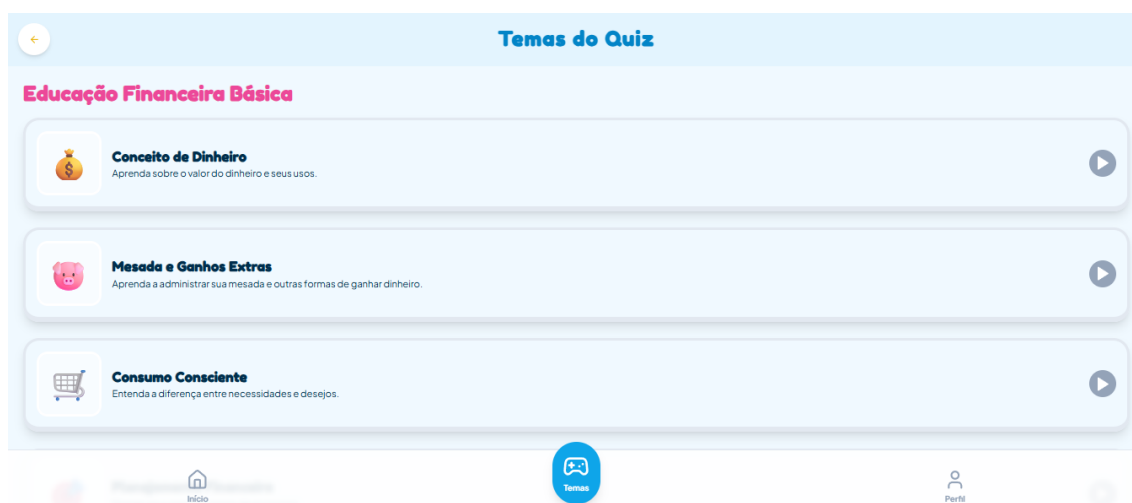 Temas do Quiz
Educação Financeira Básica
Conceito de Dinheiro
Aprenda sobre o valor do dinheiro e seus usos.
Mesada e Ganhos Extras
Aprenda a administrar sua mesada e outras formas de ganhar dinheiro.
Consumo Consciente
Entenda a diferença entre necessidades e desejos.
Início
Temas
Perfil